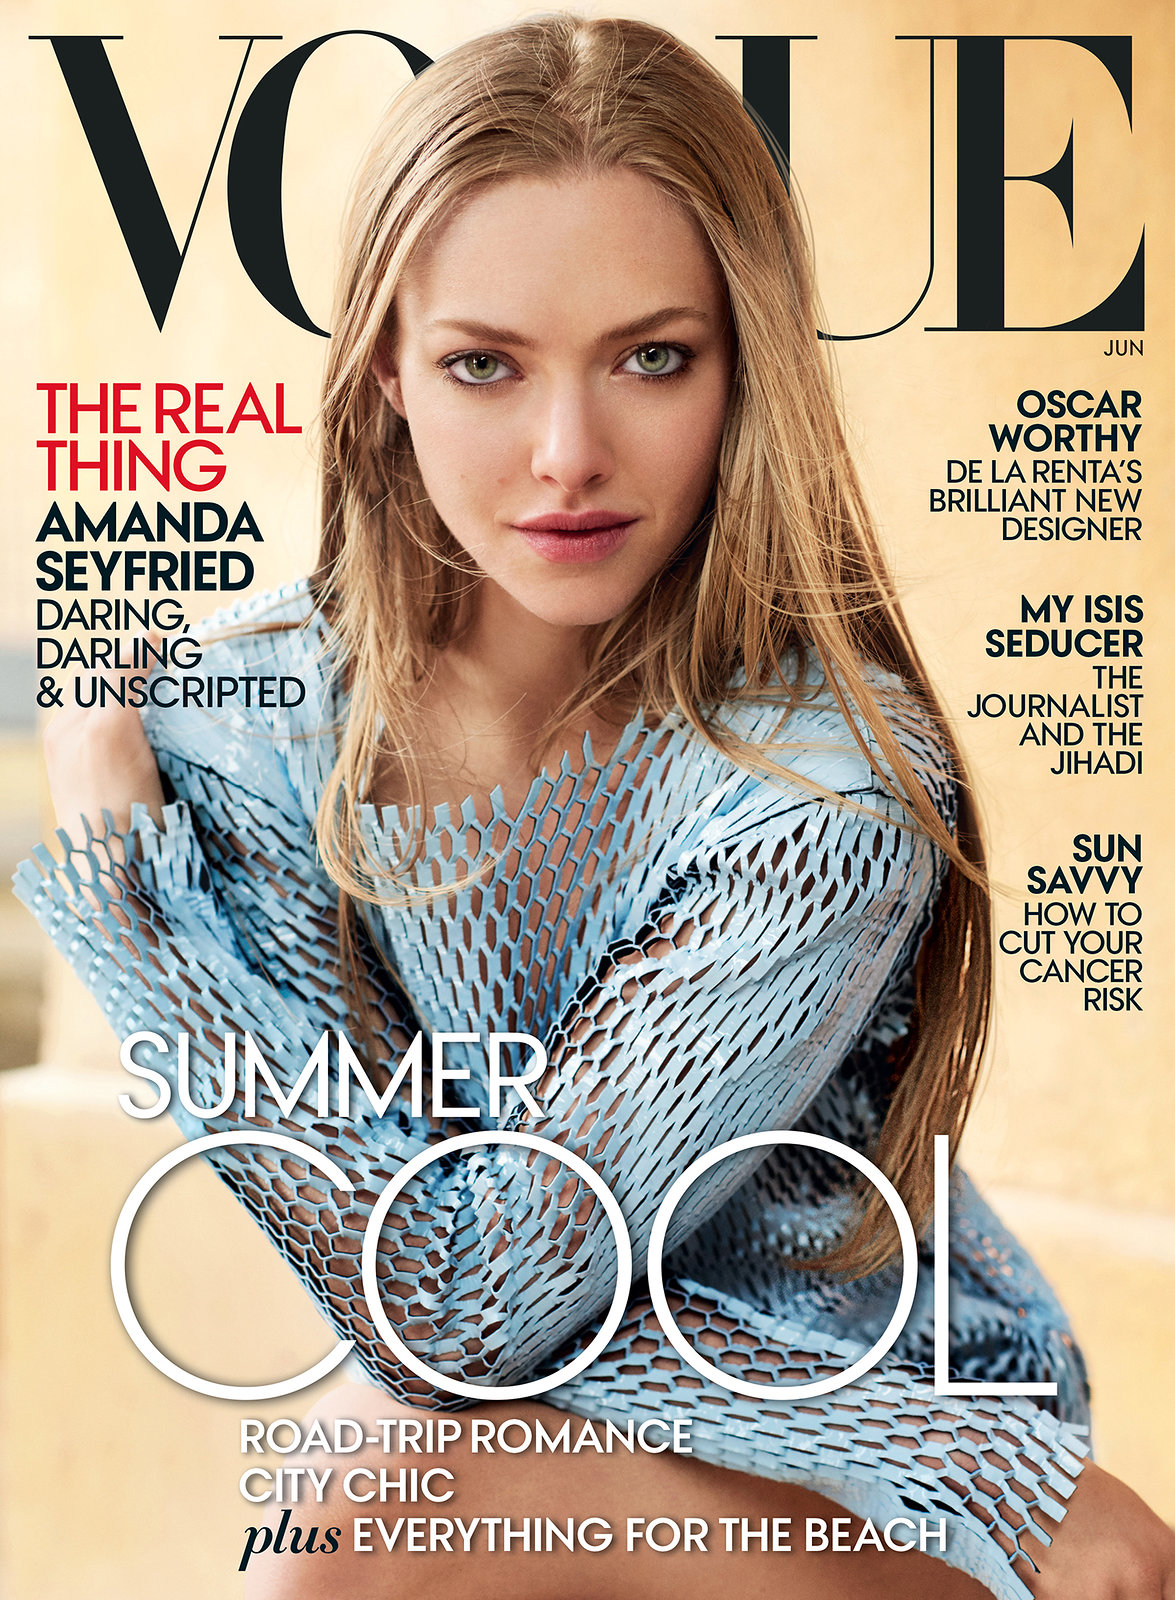 VOGUE
JUN
THE REAL
THING
AMANDA
SEYFRIED
DARING,
DARLING
& UNSCRIPTED
OSCAR
WORTHY
DE LA RENTA'S
BRILLIANT NEW
DESIGNER
MY ISIS
SEDUCER
THE
JOURNALIST
AND THE
JIHADI
SUN
SAVVY
HOW TO
CUT YOUR
CANCER
RISK
SUMMER
COOL
ROAD-TRIP ROMANCE
CITY CHIC
plus EVERYTHING FOR THE BEACH